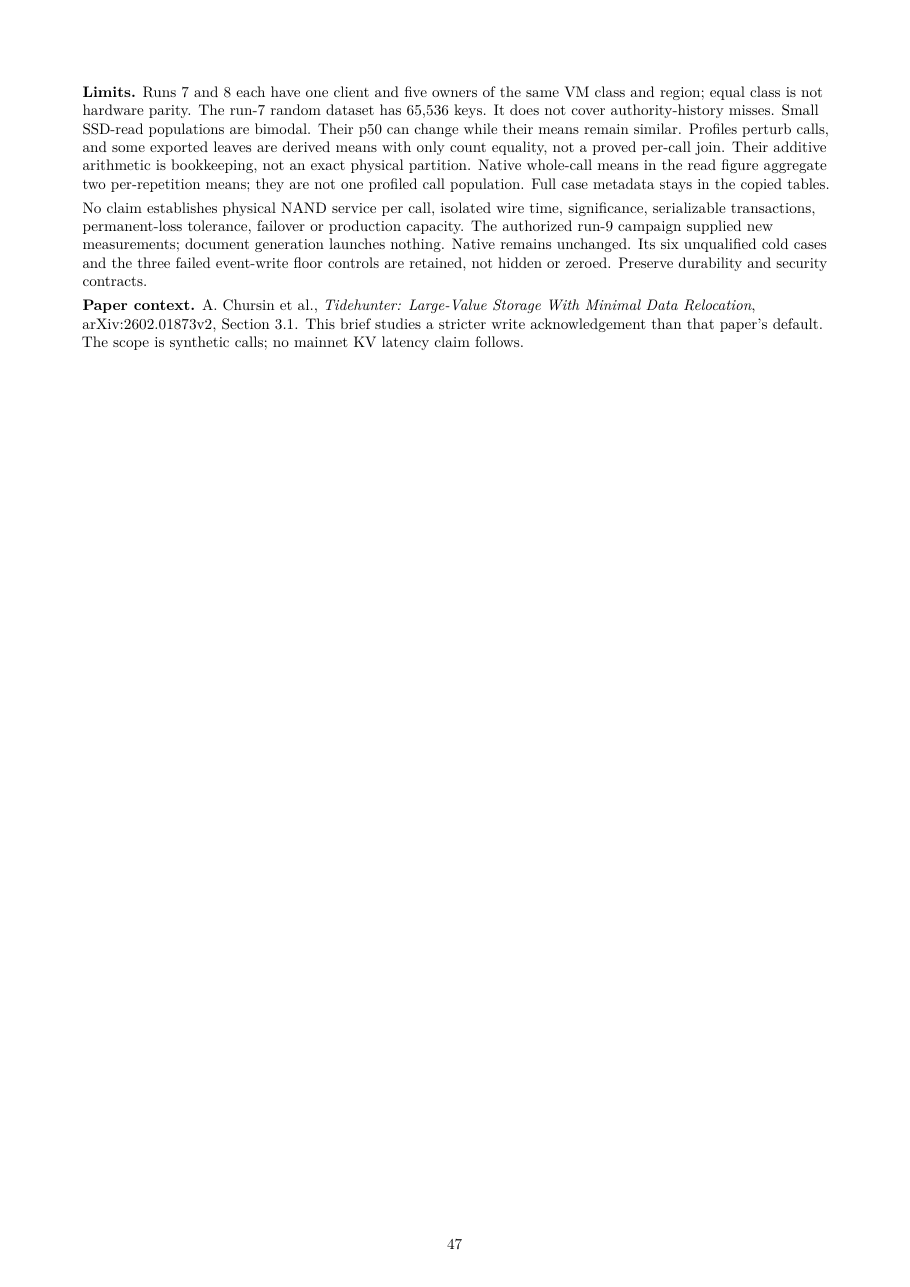 Limits. Runs 7 and 8 each have one client and five owners of the same VM class and region; equal class is not
hardware parity. The run-7 random dataset has 65,536 keys. It does not cover authority-history misses. Small
SSD-read populations are bimodal. Their p50 can change while their means remain similar. Profiles perturb calls,
and some exported leaves are derived means with only count equality, not a proved per-call join. Their additive
arithmetic is bookkeeping, not an exact physical partition. Native whole-call means in the read figure aggregate
two per-repetition means; they are not one profiled call population. Full case metadata stays in the copied tables.
No claim establishes physical NAND service per call, isolated wire time, significance, serializable transactions,
permanent-loss tolerance, failover or production capacity. The authorized run-9 campaign supplied new
measurements; document generation launches nothing. Native remains unchanged. Its six unqualified cold cases
and the three failed event-write floor controls are retained, not hidden or zeroed. Preserve durability and security
contracts.
Paper context. A. Chursin et al., Tidehunter: Large-Value Storage With Minimal Data Relocation,
arXiv:2602.01873v2, Section 3.1. This brief studies a stricter write acknowledgement than that paper's default.
The scope is synthetic calls; no mainnet KV latency claim follows.
47